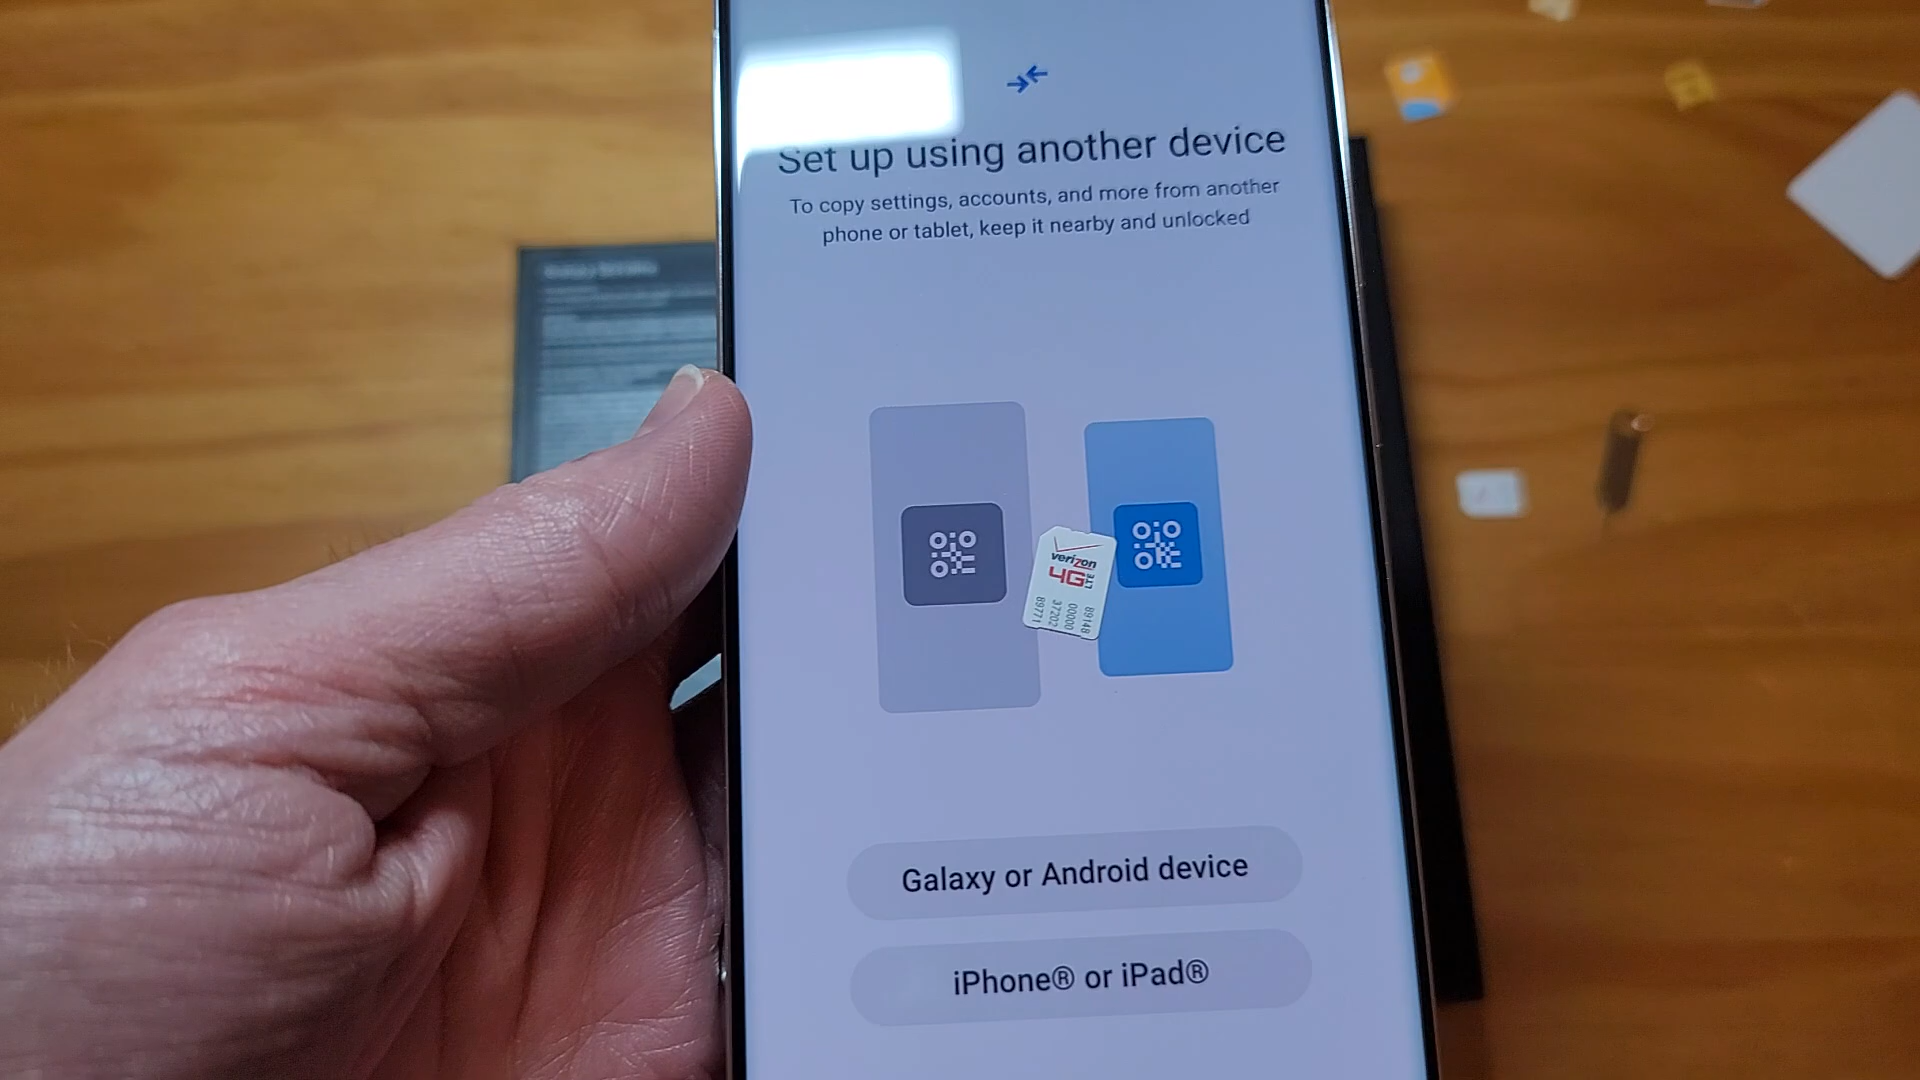 Set up using another device
To copy settings, accounts, and more from another
phone or tablet, keep it nearby and unlocked
verizon
4G LTE
89148
00000
37202
8971
Galaxy or Android device
iPhone® or iPad®